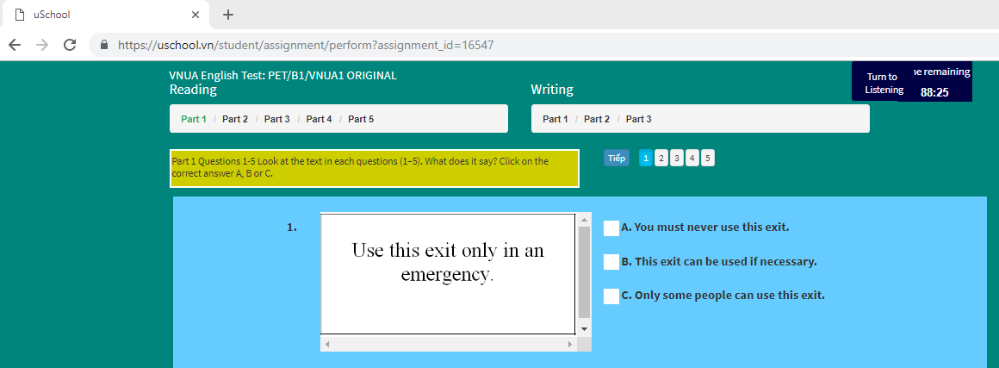 uSchool
https://uschool.vn/student/assignment/perform?assignment_id=16547
VNUA English Test: PET/B1/VNUA1 ORIGINAL
Reading
Writing
Turn to Listening
remaining
88:25
Part 1 / Part 2 / Part 3 / Part 4 / Part 5
Part 1 / Part 2 / Part 3
Part 1 Questions 1-5 Look at the text in each questions (1–5). What does it say? Click on the
correct answer A, B or C.
Tiếp 1 2 3 4 5
1.
Use this exit only in an
emergency.
A. You must never use this exit.
B. This exit can be used if necessary.
C. Only some people can use this exit.